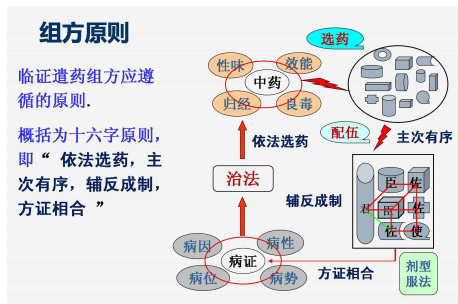 组方原则
临证遣药组方应遵
循的原则.
概括为十六字原则，
即“ 依法选药，主
次有序，辅反成制，
方证相合 ”
选药
性味
效能
中药
归经
良毒
依法选药
配伍
主次有序
治法
辅反成制
臣
佐
君
臣
佐
佐
使
病因
病性
病证
病位
病势
方证相合
剂型
服法